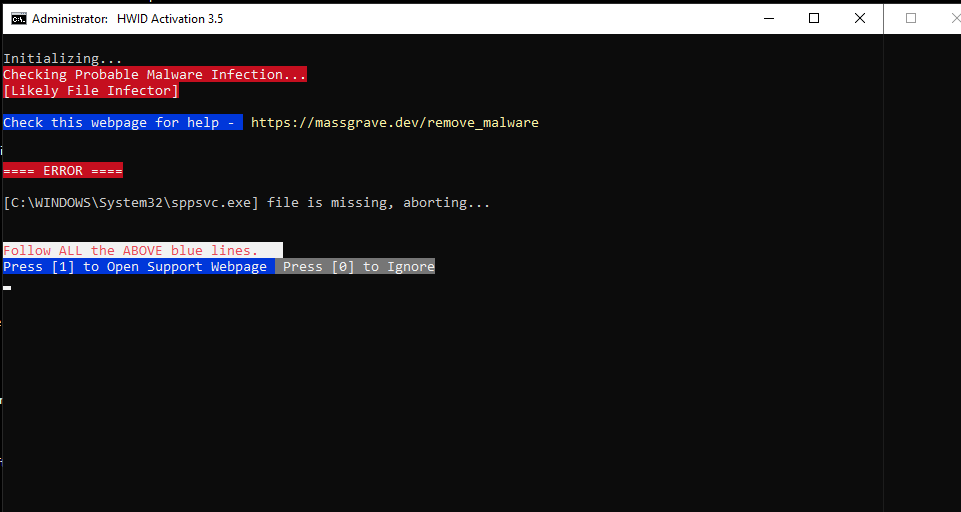 Administrator: HWID Activation 3.5
Initializing...
Checking Probable Malware Infection...
[Likely File Infector]
Check this webpage for help - https://massgrave.dev/remove_malware
==== ERROR ====
[C:\WINDOWS\System32\sppsvc.exe] file is missing, aborting...
Follow ALL the ABOVE blue lines.
Press [1] to Open Support Webpage Press [0] to Ignore